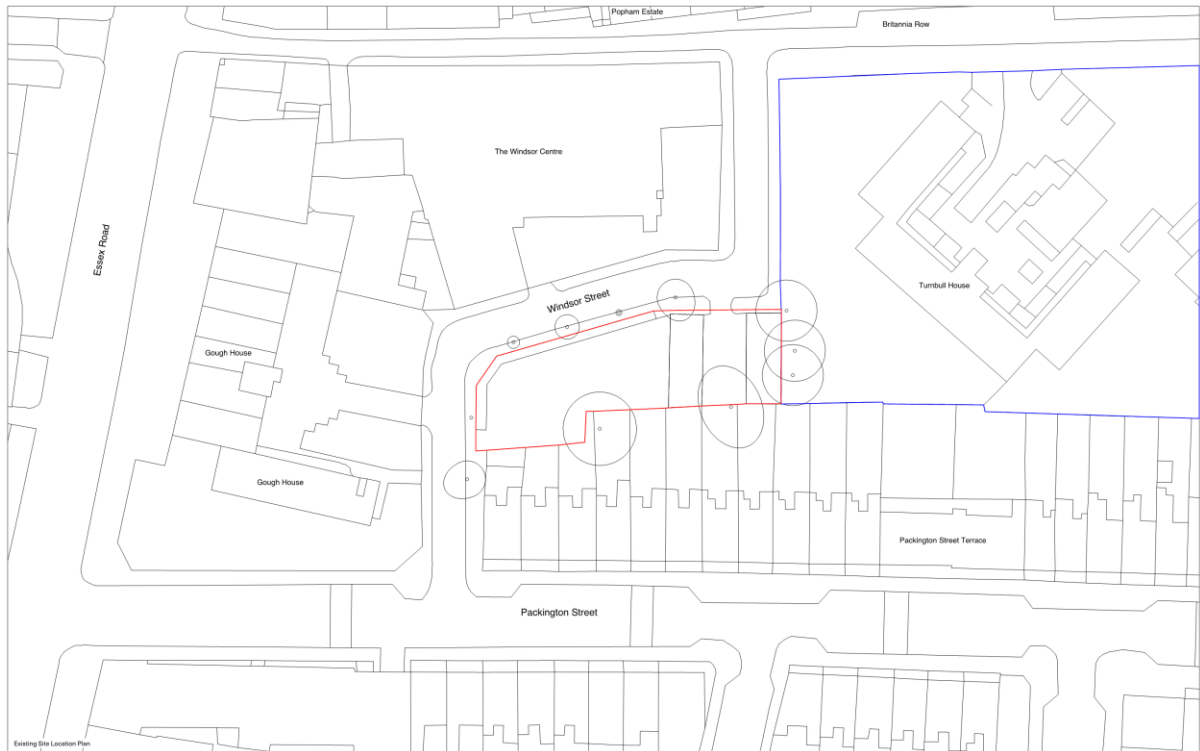 Popham Estate
Britannia Row
The Windsor Centre
Essex Road
Turnbull House
Windsor Street
Gough House
Gough House
Packington Street Terrace
Packington Street
Existing Site Location Plan